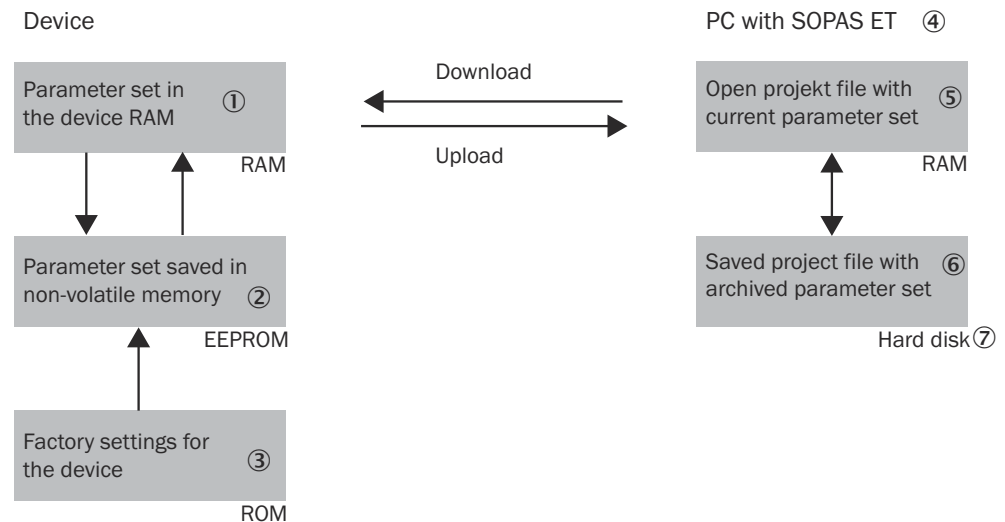 Device
Parameter set in
the device RAM ①
RAM
Parameter set saved in
non-volatile memory ②
EEPROM
Factory settings for
the device ③
ROM
Download
Upload
PC with SOPAS ET ④
Open projekt file with
current parameter set ⑤
RAM
Saved project file with
archived parameter set ⑥
Hard disk ⑦